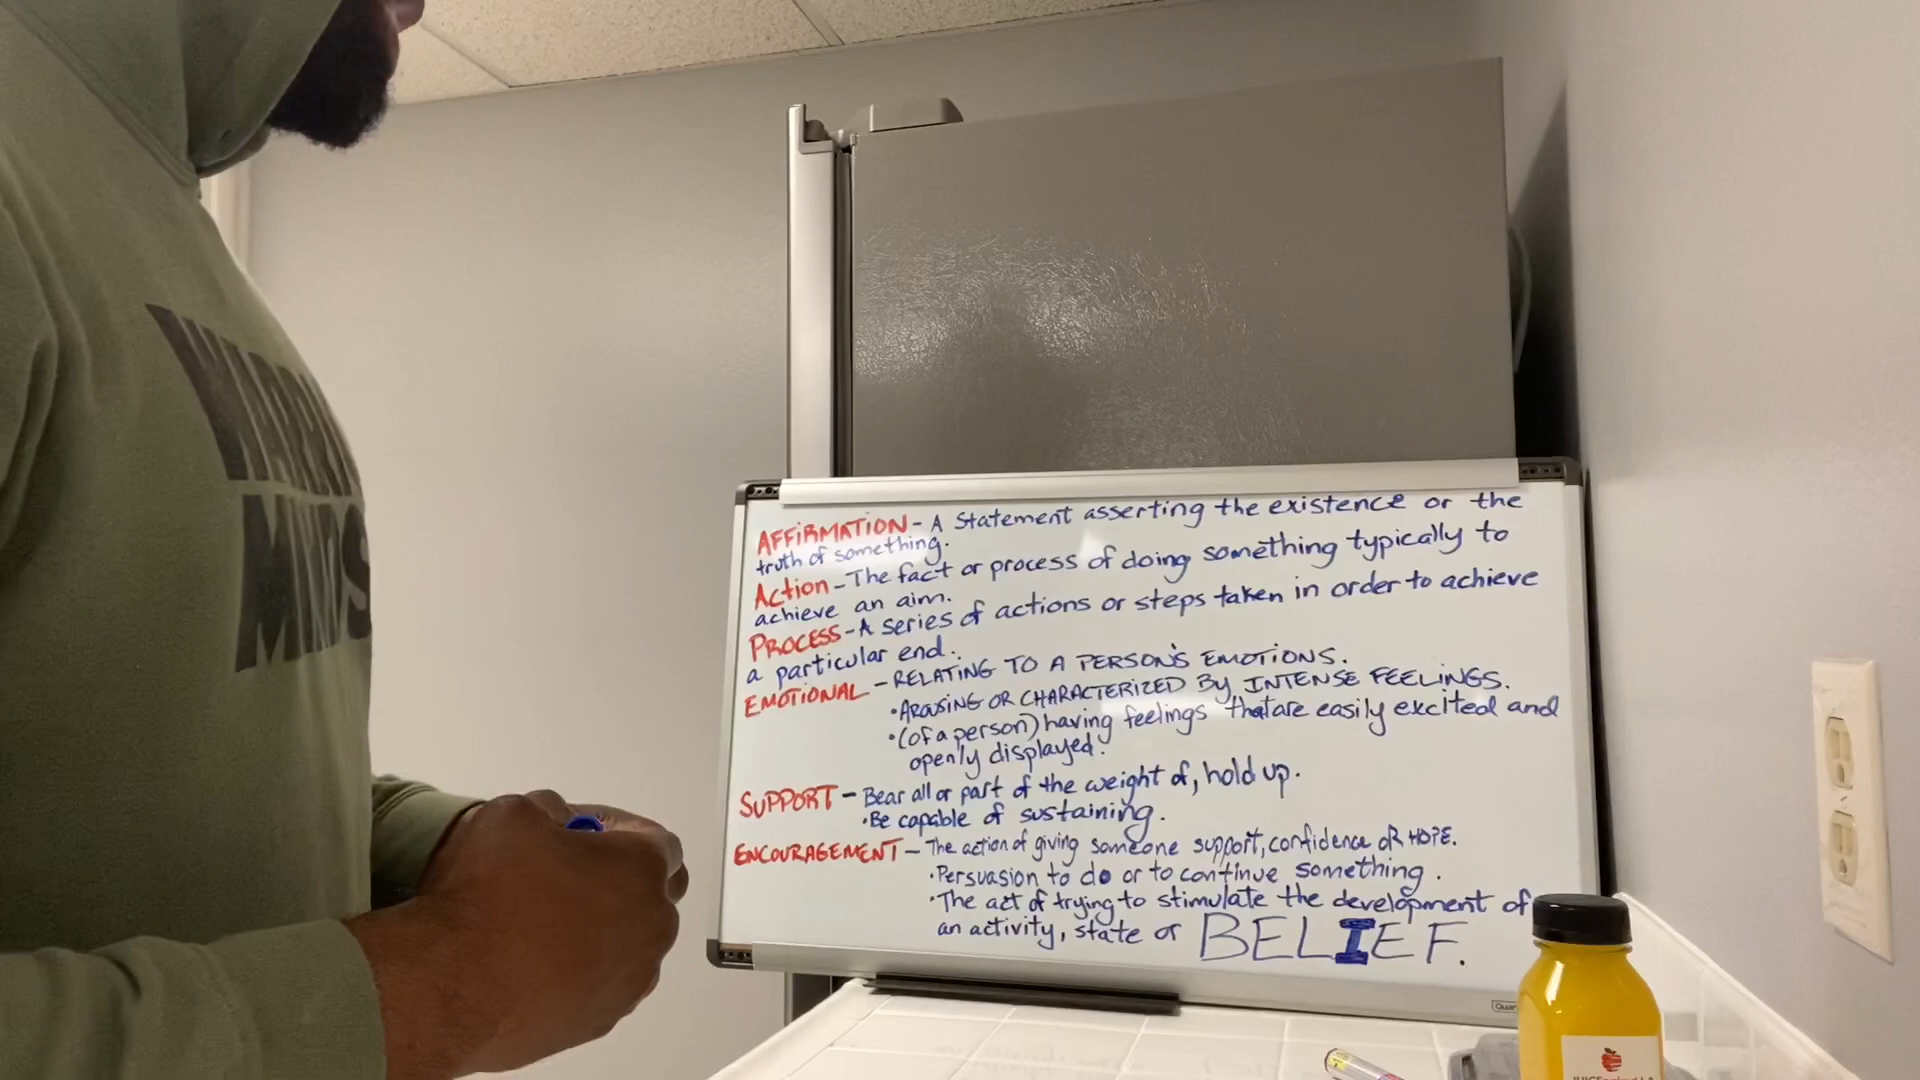 AFFIRMATION - A Statement asserting the existence or the
truth of something.
Action - The fact or process of doing something typically to
achieve an aim.
PROCESS - A series of actions or steps taken in order to achieve
a particular end.
EMOTIONAL - RELATING TO A PERSON'S EMOTIONS.
• AROUSING OR CHARACTERIZED BY INTENSE FEELINGS.
• (of a person) having feelings that are easily excited and
openly displayed.
SUPPORT - Bear all or part of the weight of, hold up.
• Be capable of sustaining.
ENCOURAGEMENT - The action of giving someone support, confidence OR HOPE.
• Persuasion to do or to continue something.
• The act of trying to stimulate the development of
an activity, state or BELIEF.
MINDS